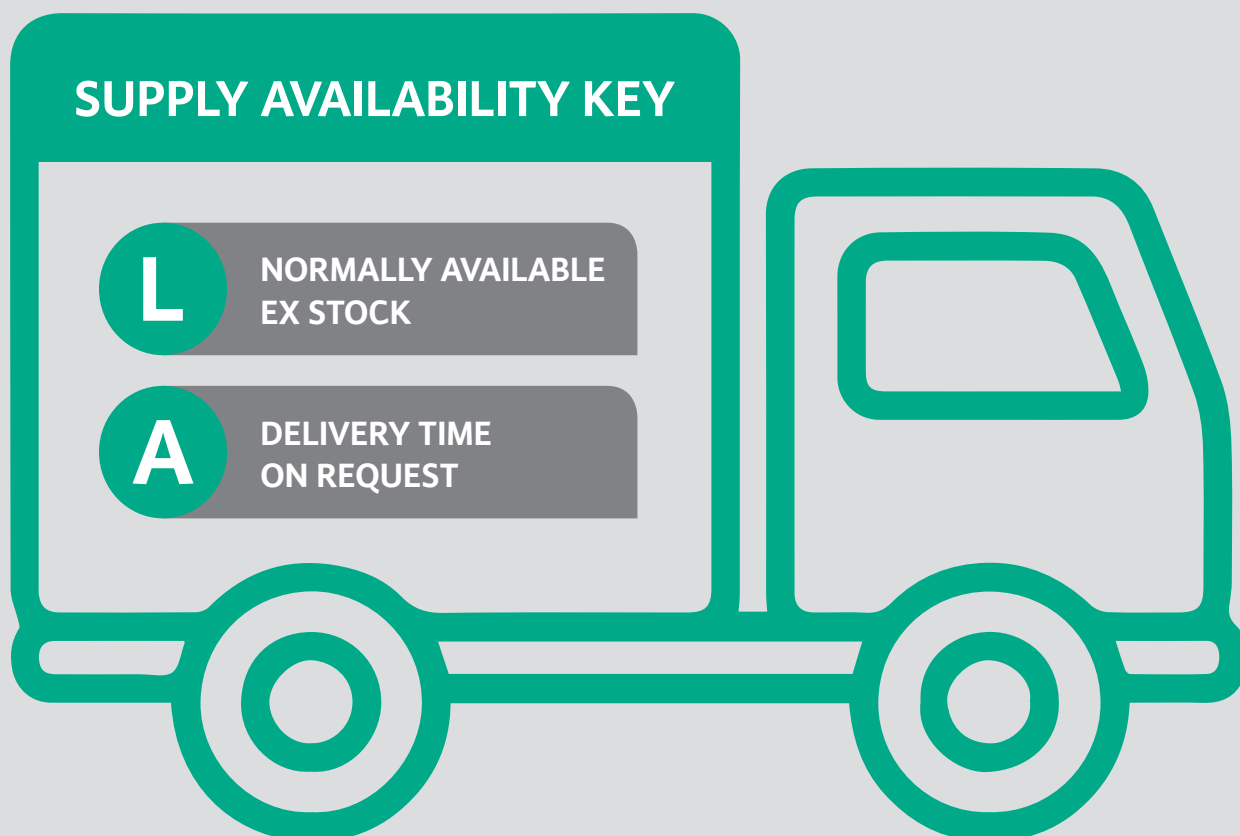 SUPPLY AVAILABILITY KEY
L
NORMALLY AVAILABLE
EX STOCK
A
DELIVERY TIME
ON REQUEST